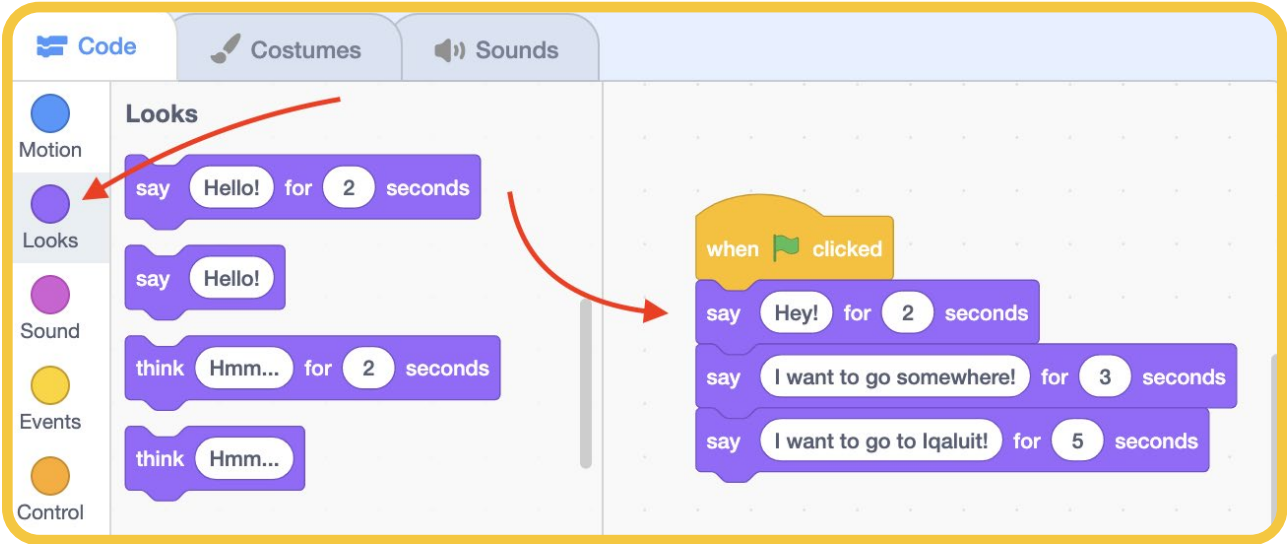 Code
Costumes
Sounds
Motion
Looks
Sound
Events
Control
Looks
say Hello! for 2 seconds
say Hello!
think Hmm... for 2 seconds
think Hmm...
when clicked
say Hey! for 2 seconds
say I want to go somewhere! for 3 seconds
say I want to go to Iqaluit! for 5 seconds